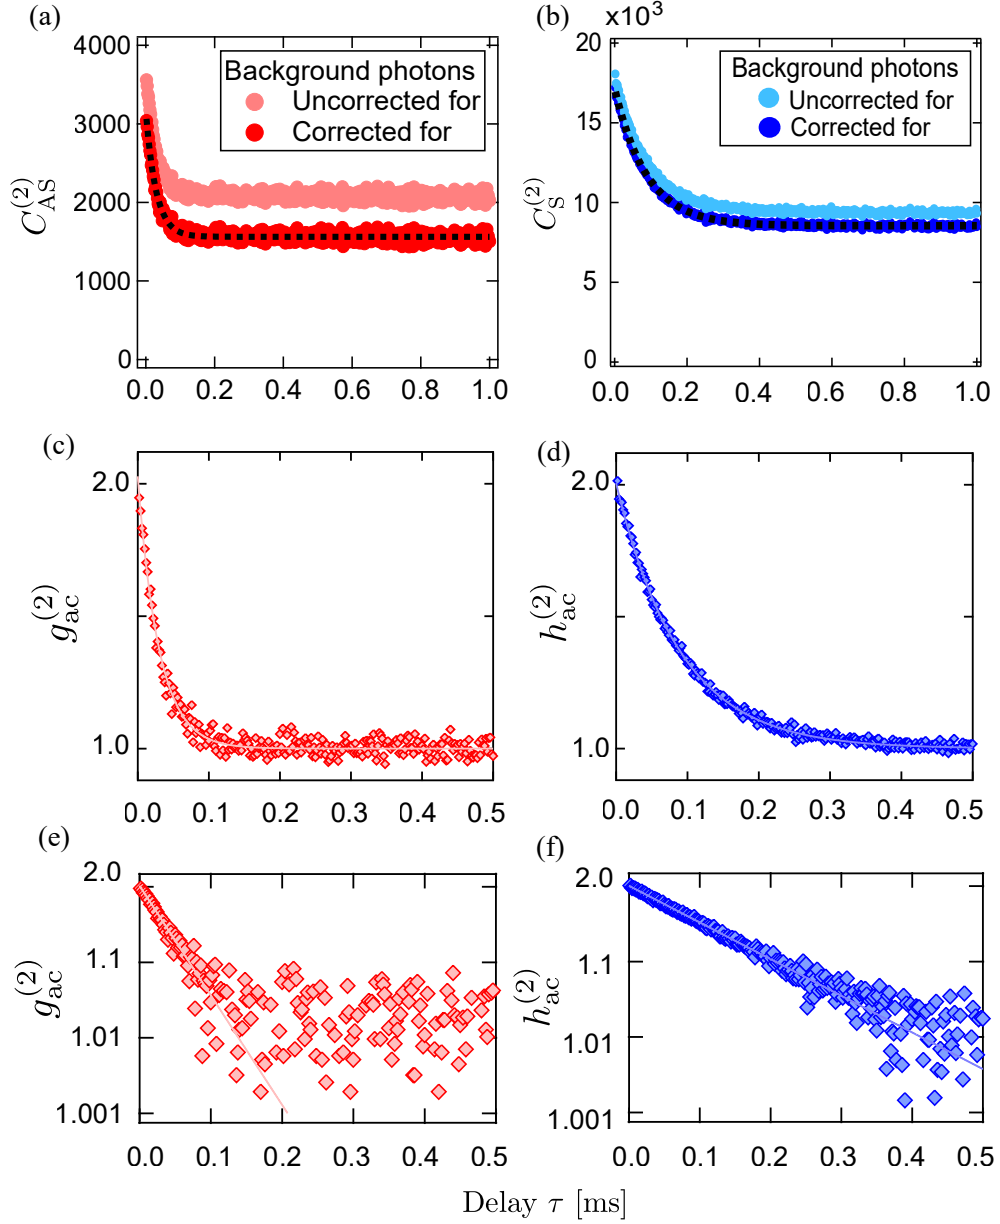 (a)
4000
3000
2000
1000
0
C_AS^(2)
Background photons
Uncorrected for
Corrected for
0.0 0.2 0.4 0.6 0.8 1.0
(b)
×10³
20
15
10
5
0
C_S^(2)
Background photons
Uncorrected for
Corrected for
0.0 0.2 0.4 0.6 0.8 1.0
(c)
2.0
1.0
g_ac^(2)
0.0 0.1 0.2 0.3 0.4 0.5
(d)
2.0
1.0
h_ac^(2)
0.0 0.1 0.2 0.3 0.4 0.5
(e)
2.0
1.1
1.01
1.001
g_ac^(2)
0.0 0.1 0.2 0.3 0.4 0.5
(f)
2.0
1.1
1.01
1.001
h_ac^(2)
0.0 0.1 0.2 0.3 0.4 0.5
Delay τ [ms]